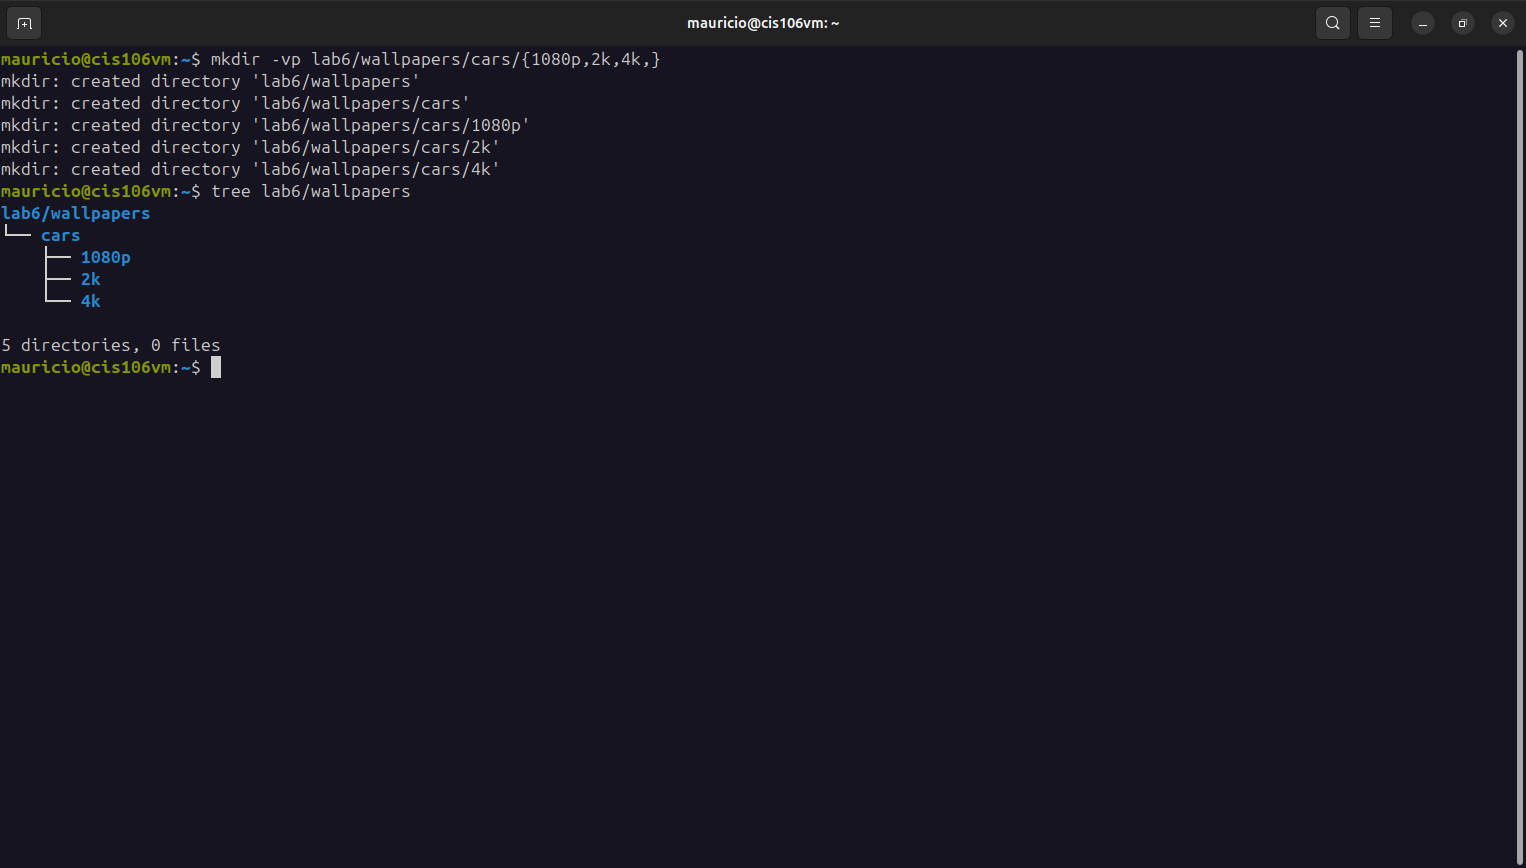 mauricio@cis106vm: ~
mauricio@cis106vm:~$ mkdir -vp lab6/wallpapers/cars/{1080p,2k,4k,}
mkdir: created directory 'lab6/wallpapers'
mkdir: created directory 'lab6/wallpapers/cars'
mkdir: created directory 'lab6/wallpapers/cars/1080p'
mkdir: created directory 'lab6/wallpapers/cars/2k'
mkdir: created directory 'lab6/wallpapers/cars/4k'
mauricio@cis106vm:~$ tree lab6/wallpapers
lab6/wallpapers
└── cars
    ├── 1080p
    ├── 2k
    └── 4k
5 directories, 0 files
mauricio@cis106vm:~$